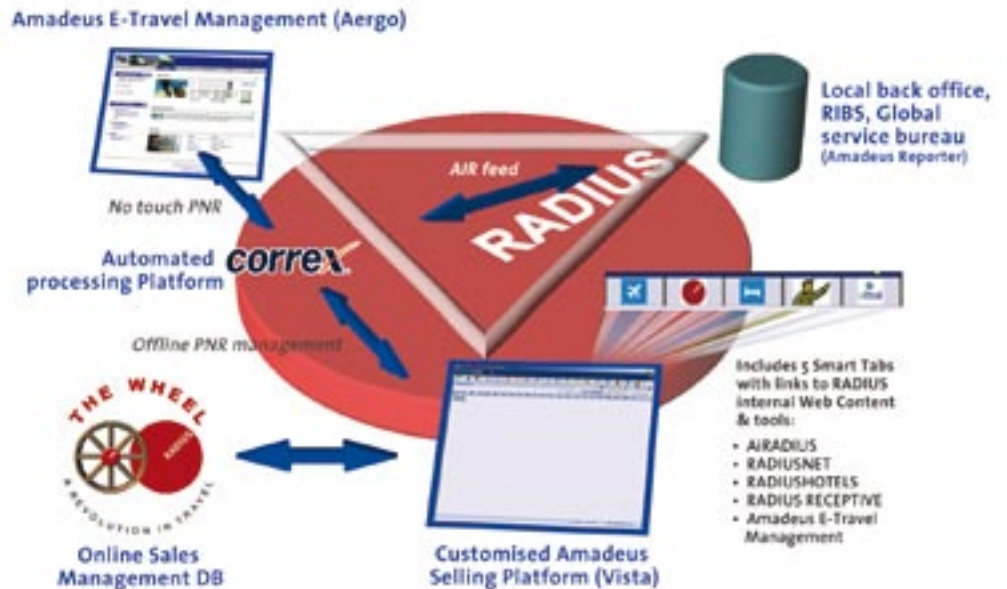 Amadeus E-Travel Management (Aergo)
Local back office,
RIBS, Global
service bureau
(Amadeus Reporter)
AIR feed
RADIUS
No touch PNR
Automated
processing Platform
correx
Offline PNR management
THE WHEEL
RADIUS
A REVOLUTION IN TRAVEL
Online Sales
Management DB
Customised Amadeus
Selling Platform (Vista)
Includes 5 Smart Tabs
with links to RADIUS
internal Web Content
& tools:
• AiRADIUS
• RADIUSNET
• RADIUSHOTELS
• RADIUS RECEPTIVE
• Amadeus E-Travel
Management